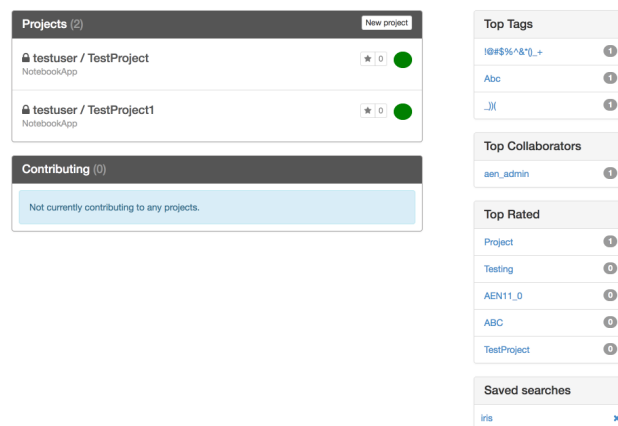 Projects (2) New project
testuser / TestProject
0
NotebookApp
testuser / TestProject1
0
NotebookApp
Contributing (0)
Not currently contributing to any projects.
Top Tags
!@#$%^&*()_+ 1
Abc 1
_))( 1
Top Collaborators
aen_admin 1
Top Rated
Project 1
Testing 0
AEN11_0 0
ABC 0
TestProject 0
Saved searches
iris